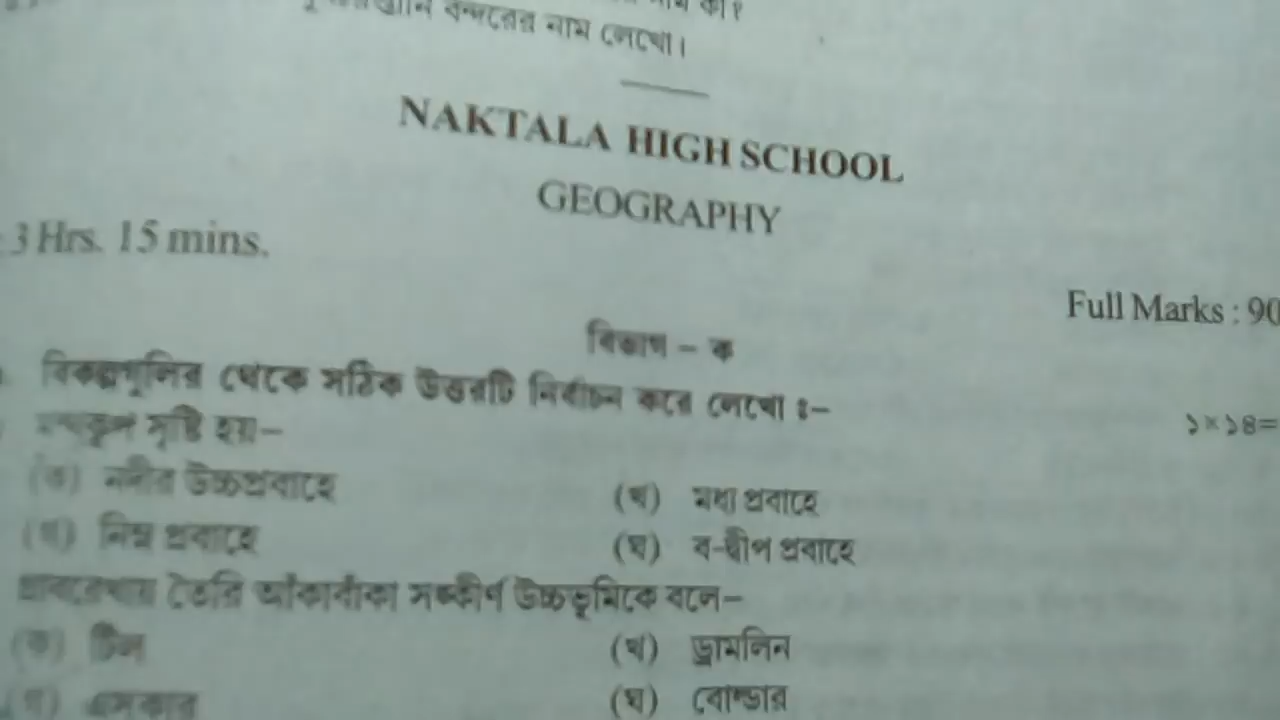 বন্দরের নাম লেখো।
NAKTALA HIGH SCHOOL
GEOGRAPHY
3 Hrs. 15 mins.
Full Marks : 90
বিভাগ – ক
বিকল্পগুলির থেকে সঠিক উত্তরটি নির্বাচন করে লেখো ঃ–
১×১৪=
সৃষ্টি হয়–
(ক) নদীর উচ্চপ্রবাহে (খ) মধ্য প্রবাহে
(গ) নিম্ন প্রবাহে (ঘ) ব-দ্বীপ প্রবাহে
তৈরি আঁকাবাঁকা সঙ্কীর্ণ উচ্চভূমিকে বলে–
(ক) টিল (খ) ড্রামলিন
(গ) এসকার (ঘ) বোল্ডার